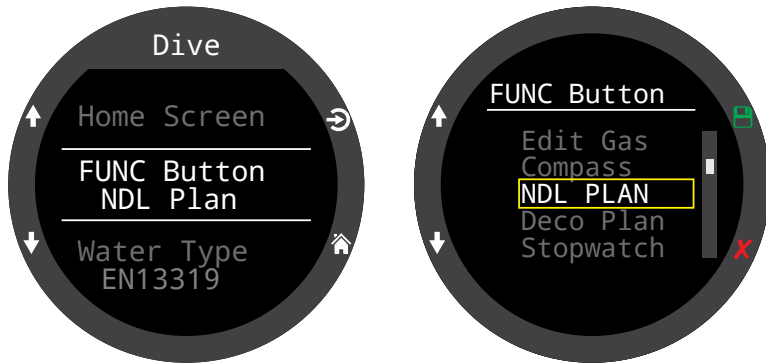 Dive
Home Screen
FUNC Button
NDL Plan
Water Type
EN13319
FUNC Button
Edit Gas
Compass
NDL PLAN
Deco Plan
Stopwatch